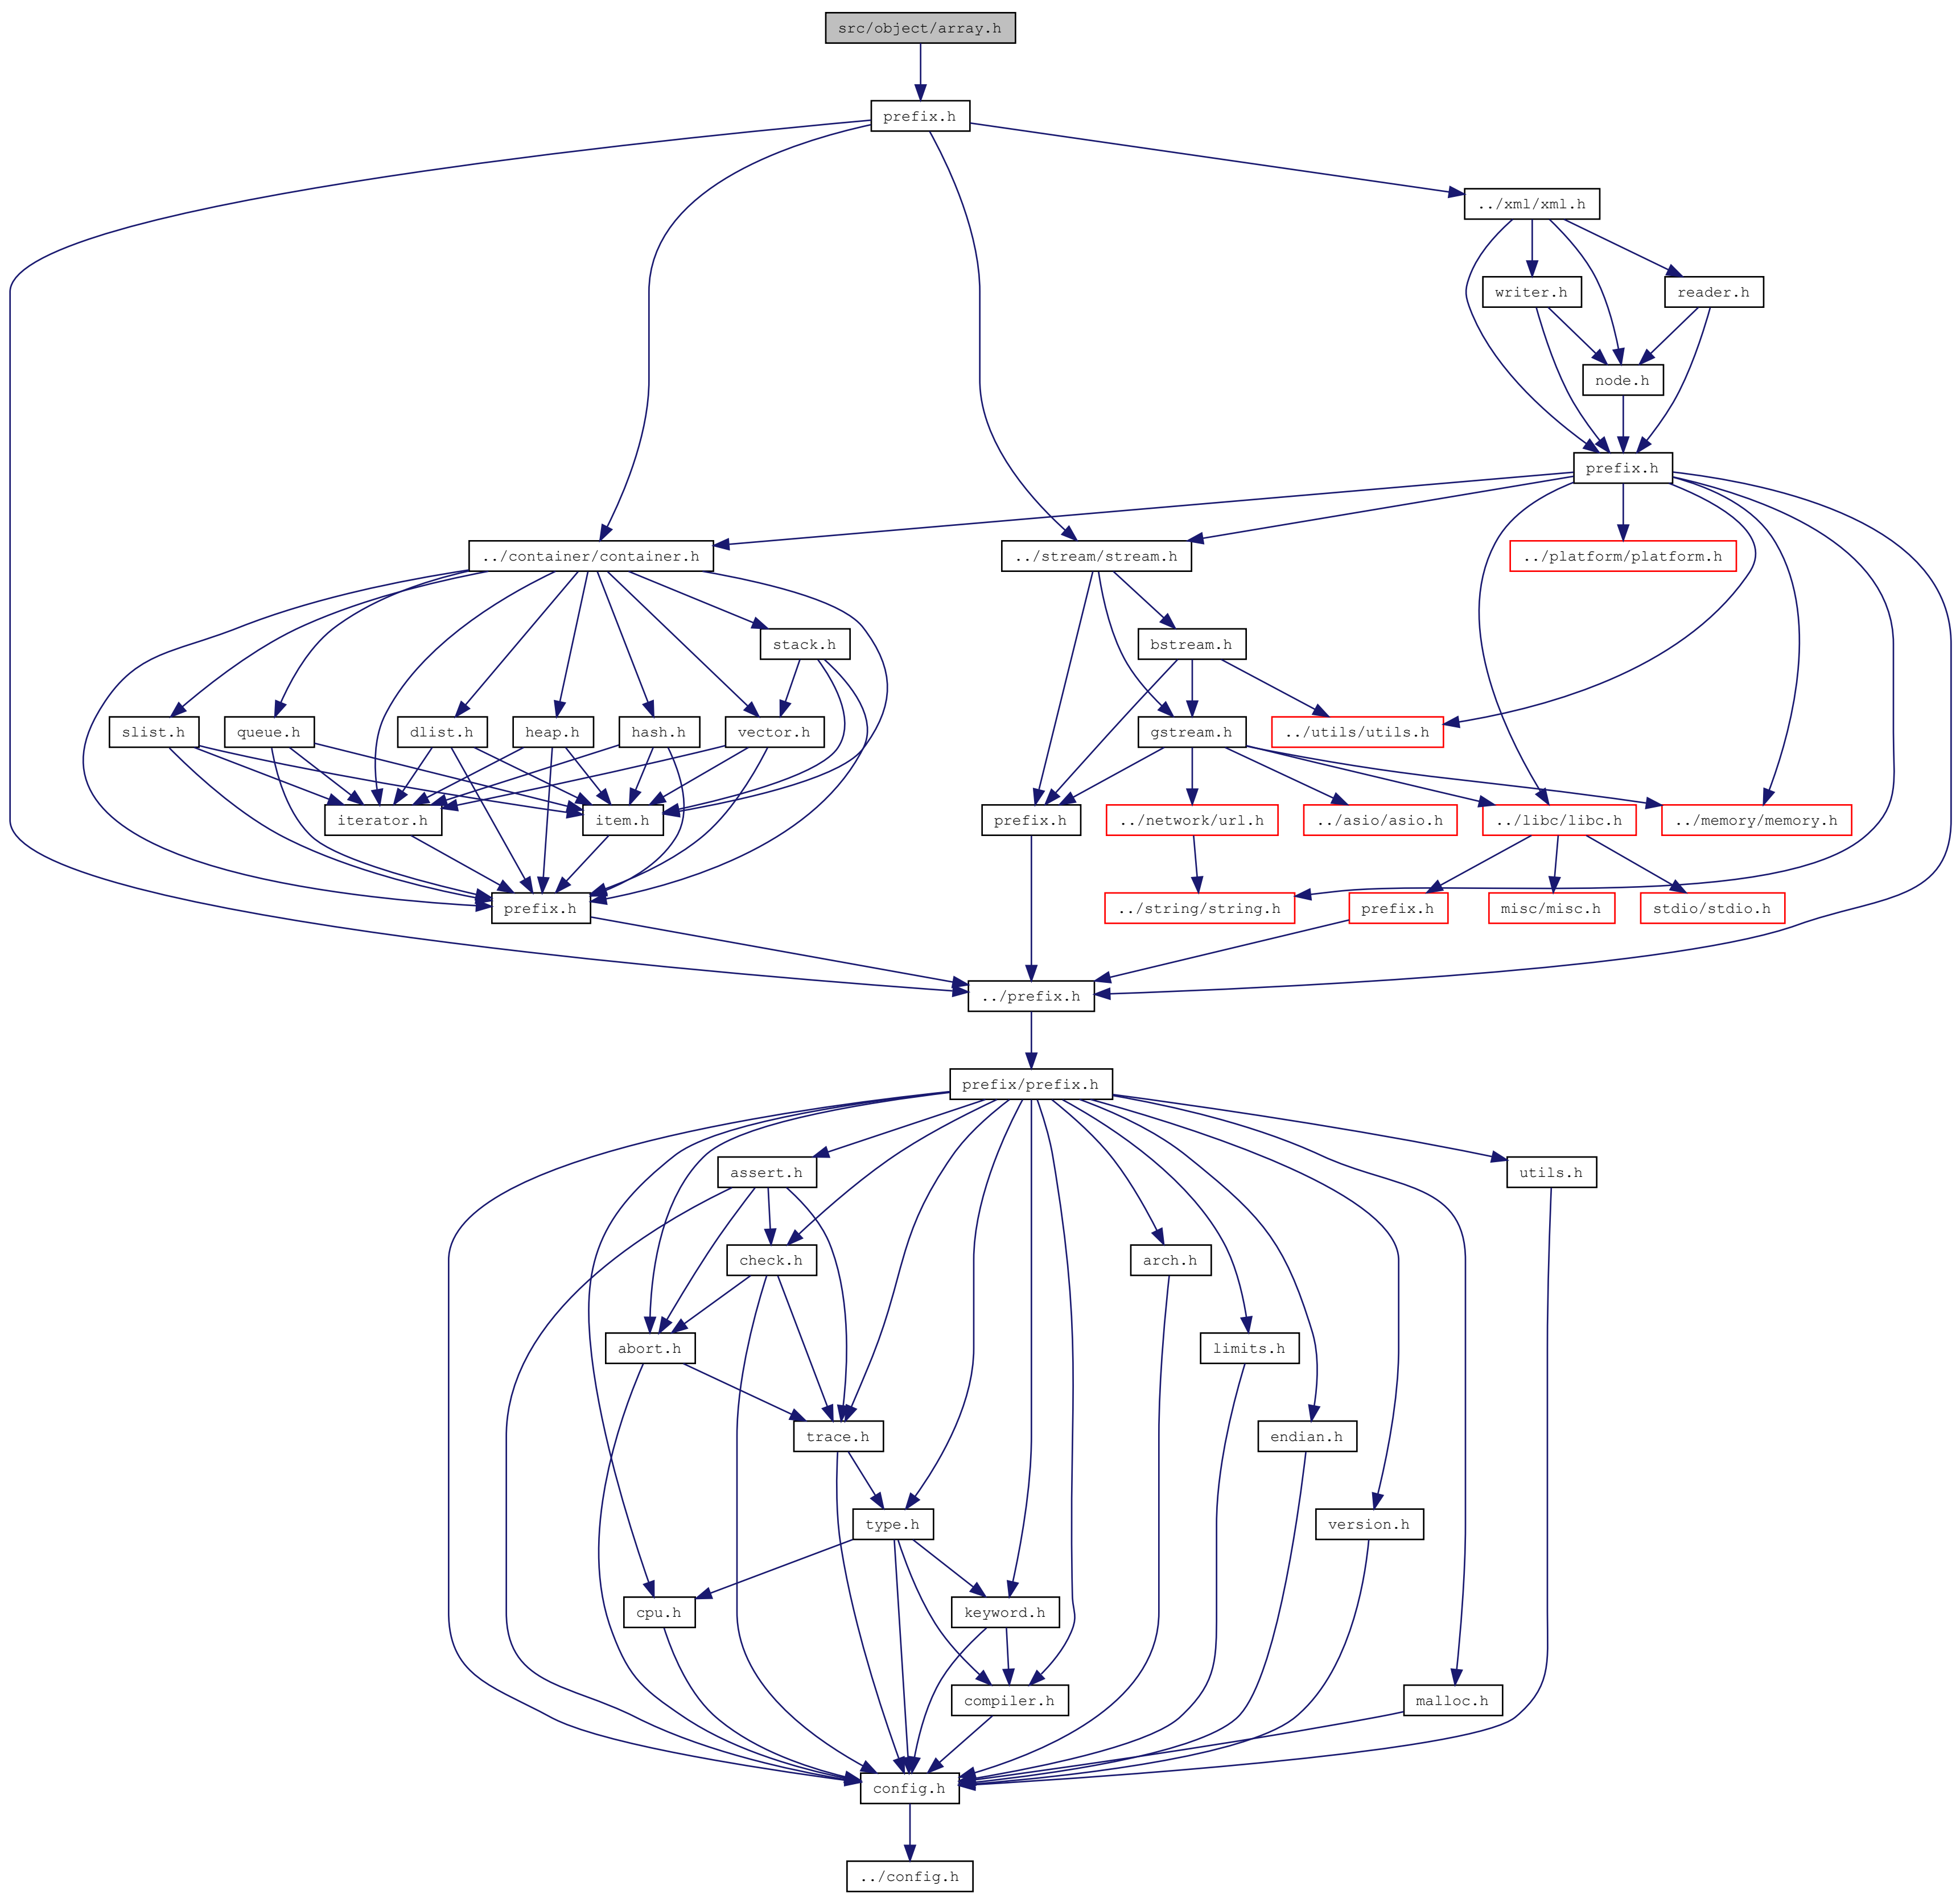 src/object/array.h
prefix.h
../xml/xml.h
writer.h
reader.h
node.h
prefix.h
../container/container.h
../stream/stream.h
../platform/platform.h
stack.h
bstream.h
slist.h
queue.h
dlist.h
heap.h
hash.h
vector.h
gstream.h
../utils/utils.h
iterator.h
item.h
prefix.h
../network/url.h
../asio/asio.h
../libc/libc.h
../memory/memory.h
prefix.h
../string/string.h
prefix.h
misc/misc.h
stdio/stdio.h
../prefix.h
prefix/prefix.h
assert.h
utils.h
check.h
arch.h
abort.h
limits.h
trace.h
endian.h
type.h
version.h
cpu.h
keyword.h
compiler.h
malloc.h
config.h
../config.h